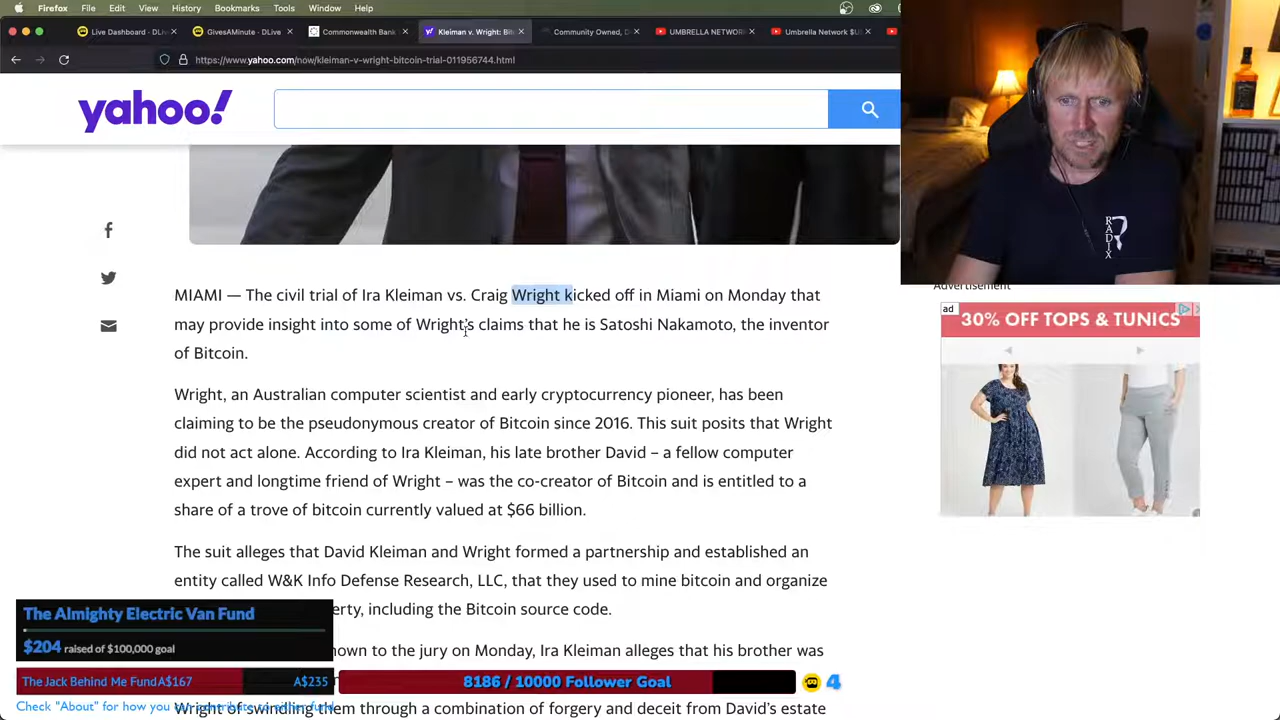 Firefox File Edit View History Bookmarks Tools Window Help
Live Dashboard - DLiv
GivesAMinute - DLive
Commonwealth Bank
Kleiman v. Wright: Bit
Community Owned, D
UMBRELLA NETWOR
Umbrella Network $U
https://www.yahoo.com/now/kleiman-v-wright-bitcoin-trial-011956744.html
yahoo!
MIAMI — The civil trial of Ira Kleiman vs. Craig Wright kicked off in Miami on Monday that
may provide insight into some of Wright's claims that he is Satoshi Nakamoto, the inventor
of Bitcoin.
Wright, an Australian computer scientist and early cryptocurrency pioneer, has been
claiming to be the pseudonymous creator of Bitcoin since 2016. This suit posits that Wright
did not act alone. According to Ira Kleiman, his late brother David – a fellow computer
expert and longtime friend of Wright – was the co-creator of Bitcoin and is entitled to a
share of a trove of bitcoin currently valued at $66 billion.
The suit alleges that David Kleiman and Wright formed a partnership and established an
entity called W&K Info Defense Research, LLC, that they used to mine bitcoin and organize
erty, including the Bitcoin source code.
own to the jury on Monday, Ira Kleiman alleges that his brother was
Wright of swindling them through a combination of forgery and deceit from David's estate
The Almighty Electric Van Fund
$204 raised of $100,000 goal
The Jack Behind Me Fund A$167 A$235
8186 / 10000 Follower Goal
4
Check "About" for how you can contribute to either fund
RADIX
Advertisement
ad
30% OFF TOPS & TUNICS